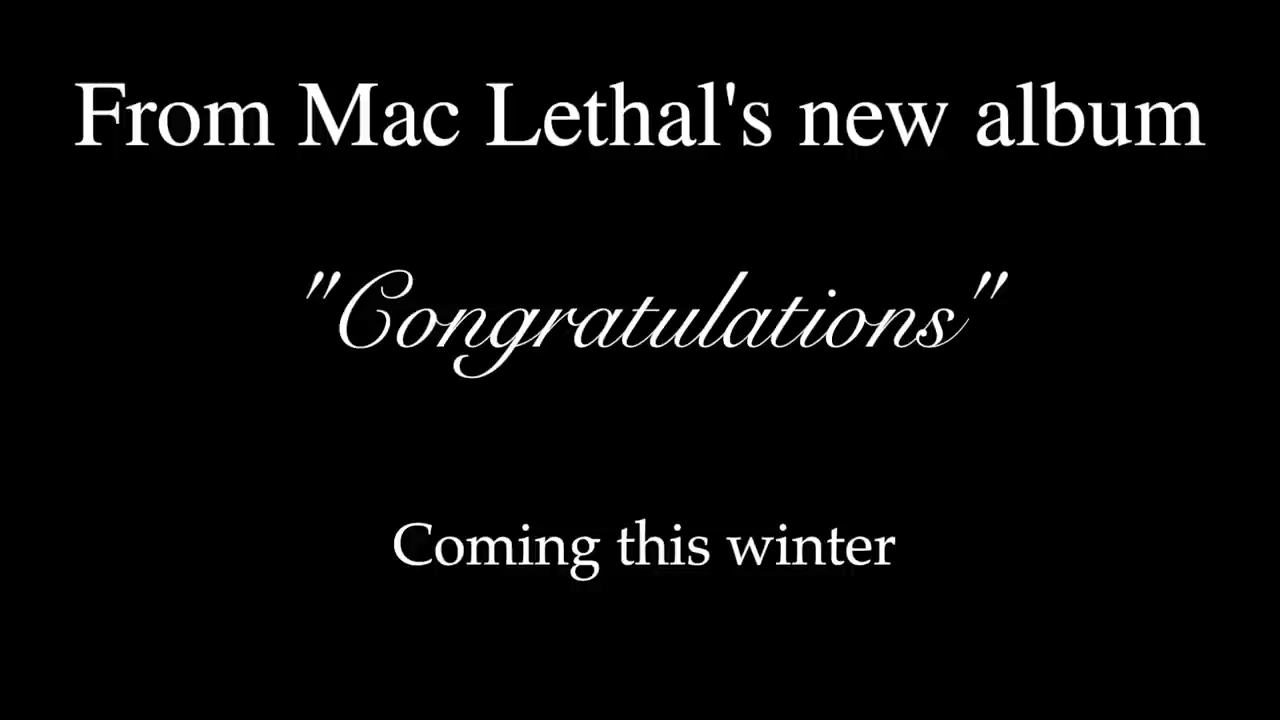 From Mac Lethal's new album
"Congratulations"
Coming this winter